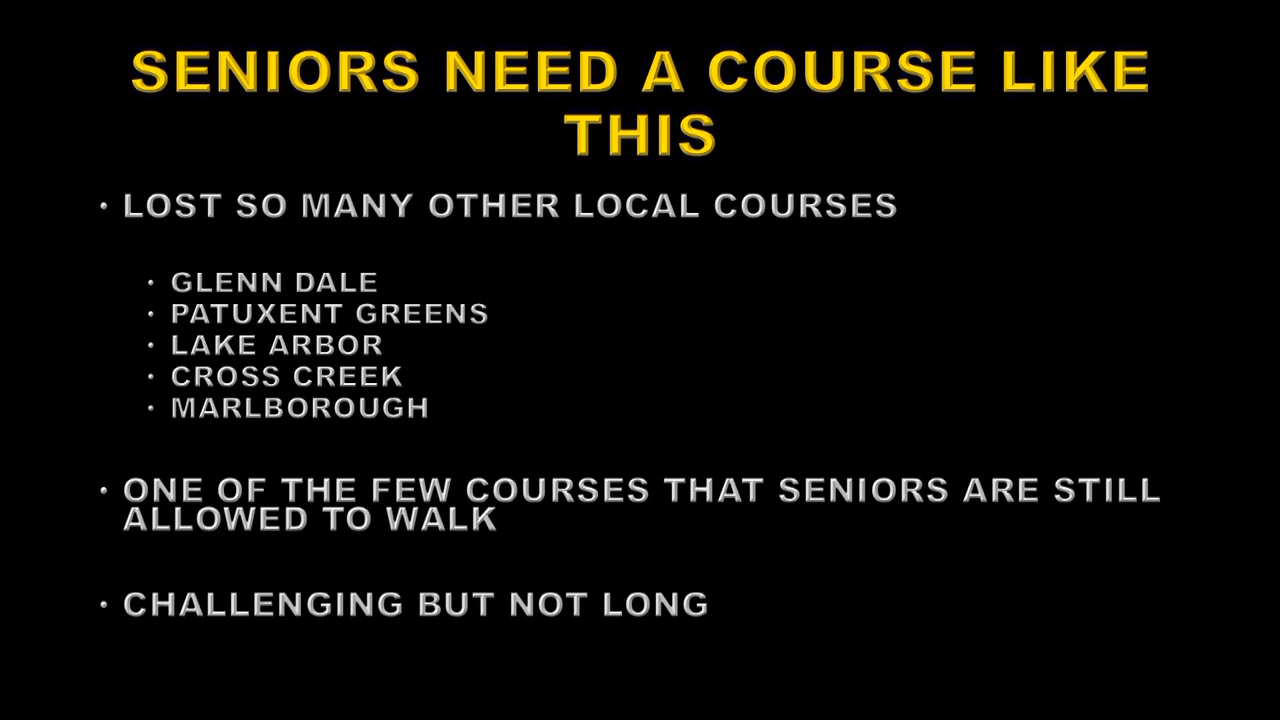 SENIORS NEED A COURSE LIKE
THIS
• LOST SO MANY OTHER LOCAL COURSES
• GLENN DALE
• PATUXENT GREENS
• LAKE ARBOR
• CROSS CREEK
• MARLBOROUGH
• ONE OF THE FEW COURSES THAT SENIORS ARE STILL
ALLOWED TO WALK
• CHALLENGING BUT NOT LONG